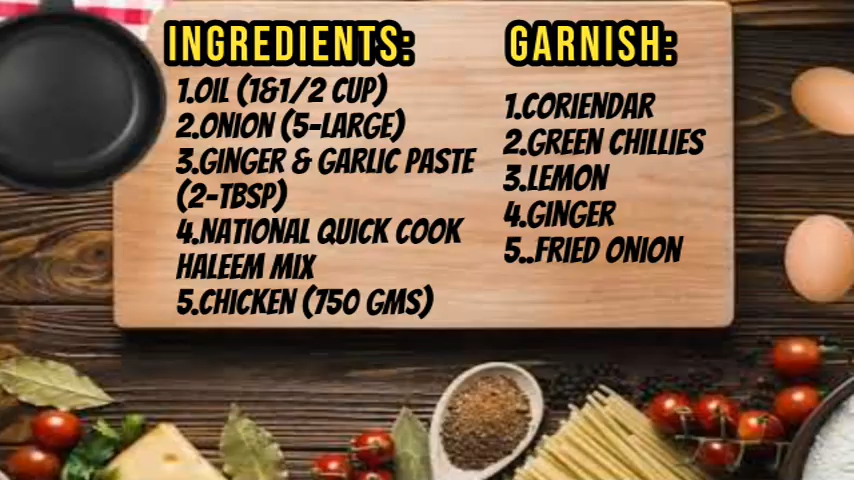 INGREDIENTS:
1.OIL (1&1/2 CUP)
2.ONION (5-LARGE)
3.GINGER & GARLIC PASTE
(2-TBSP)
4.NATIONAL QUICK COOK
HALEEM MIX
5.CHICKEN (750 GMS)
GARNISH:
1.CORIENDAR
2.GREEN CHILLIES
3.LEMON
4.GINGER
5..FRIED ONION